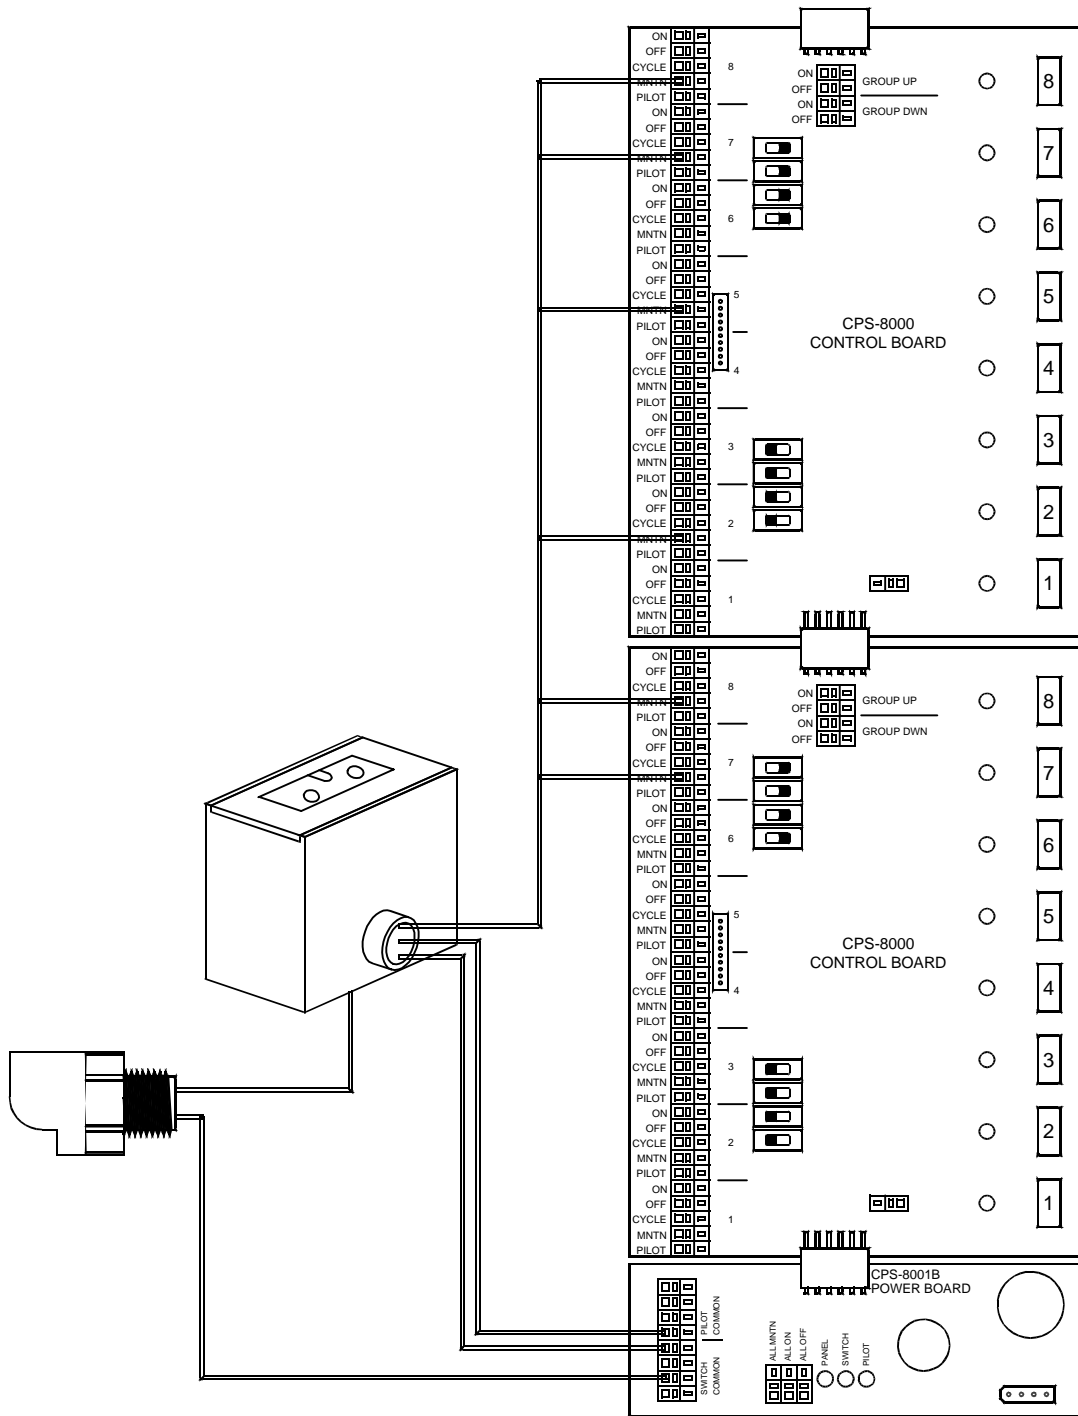 ON
OFF
CYCLE
MNTN
PILOT
8
ON
OFF
CYCLE
MNTN
PILOT
7
ON
OFF
CYCLE
MNTN
PILOT
6
ON
OFF
CYCLE
MNTN
PILOT
5
ON
OFF
CYCLE
MNTN
PILOT
4
ON
OFF
CYCLE
MNTN
PILOT
3
ON
OFF
CYCLE
MNTN
PILOT
2
ON
OFF
CYCLE
MNTN
PILOT
1
ON
OFF
GROUP UP
ON
OFF
GROUP DWN
CPS-8000
CONTROL BOARD
8
7
6
5
4
3
2
1
ON
OFF
CYCLE
MNTN
PILOT
8
ON
OFF
CYCLE
MNTN
PILOT
7
ON
OFF
CYCLE
MNTN
PILOT
6
ON
OFF
CYCLE
MNTN
PILOT
5
ON
OFF
CYCLE
MNTN
PILOT
4
ON
OFF
CYCLE
MNTN
PILOT
3
ON
OFF
CYCLE
MNTN
PILOT
2
ON
OFF
CYCLE
MNTN
PILOT
1
ON
OFF
GROUP UP
ON
OFF
GROUP DWN
CPS-8000
CONTROL BOARD
8
7
6
5
4
3
2
1
CPS-8001B
POWER BOARD
PILOT
COMMON
SWITCH
COMMON
ALL MNTN
ALL ON
ALL OFF
PANEL
SWITCH
PILOT